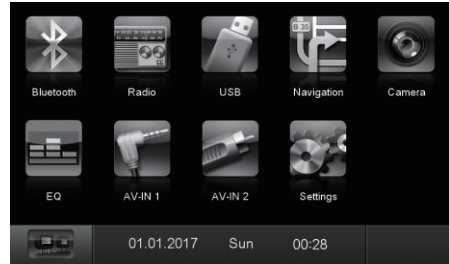 B 35
Bluetooth Radio USB Navigation Camera
EQ AV-IN 1 AV-IN 2 Settings
01.01.2017 Sun 00:28